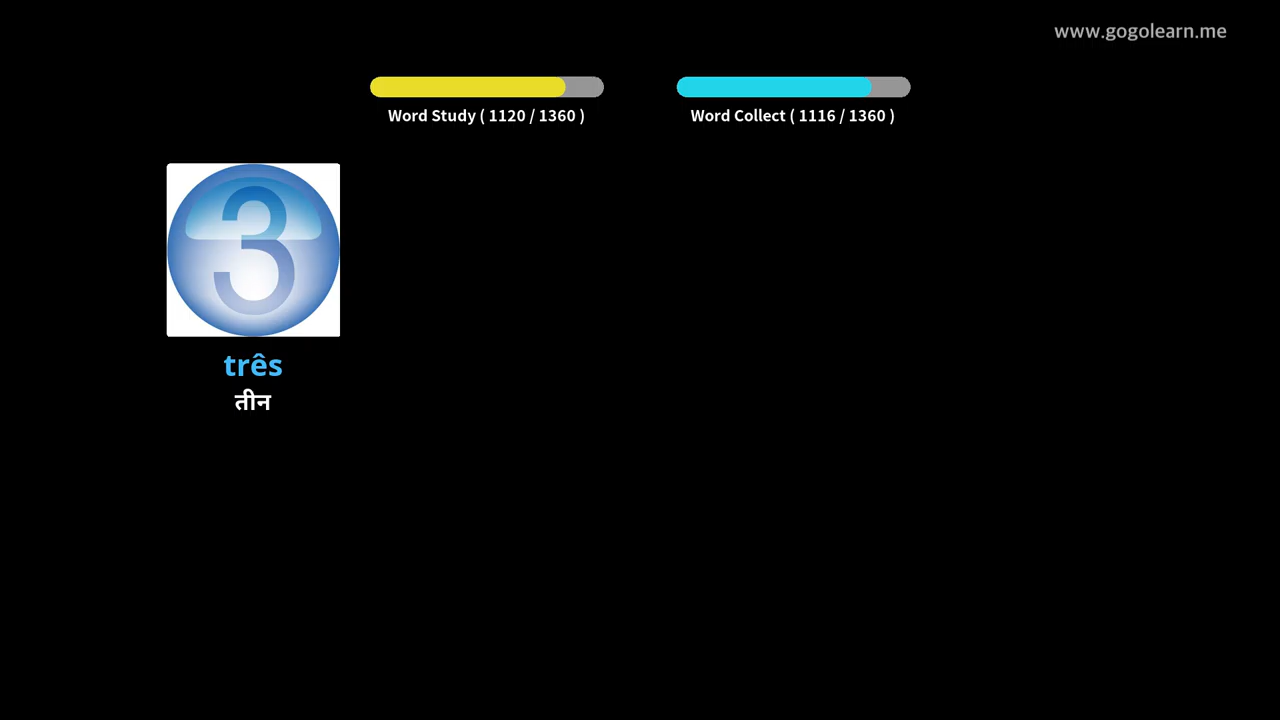 www.gogolearn.me
Word Study ( 1120 / 1360 )
Word Collect ( 1116 / 1360 )
3
três
तीन